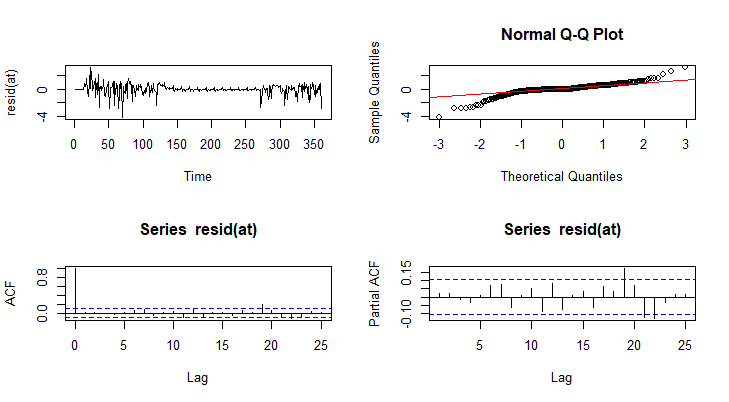 resid(at)
0
-4
0 50 100 150 200 250 300 350
Time
Normal Q-Q Plot
Sample Quantiles
0
-4
-3 -2 -1 0 1 2 3
Theoretical Quantiles
Series resid(at)
ACF
0.8
0.0
0 5 10 15 20 25
Lag
Series resid(at)
Partial ACF
0.15
-0.10
5 10 15 20 25
Lag